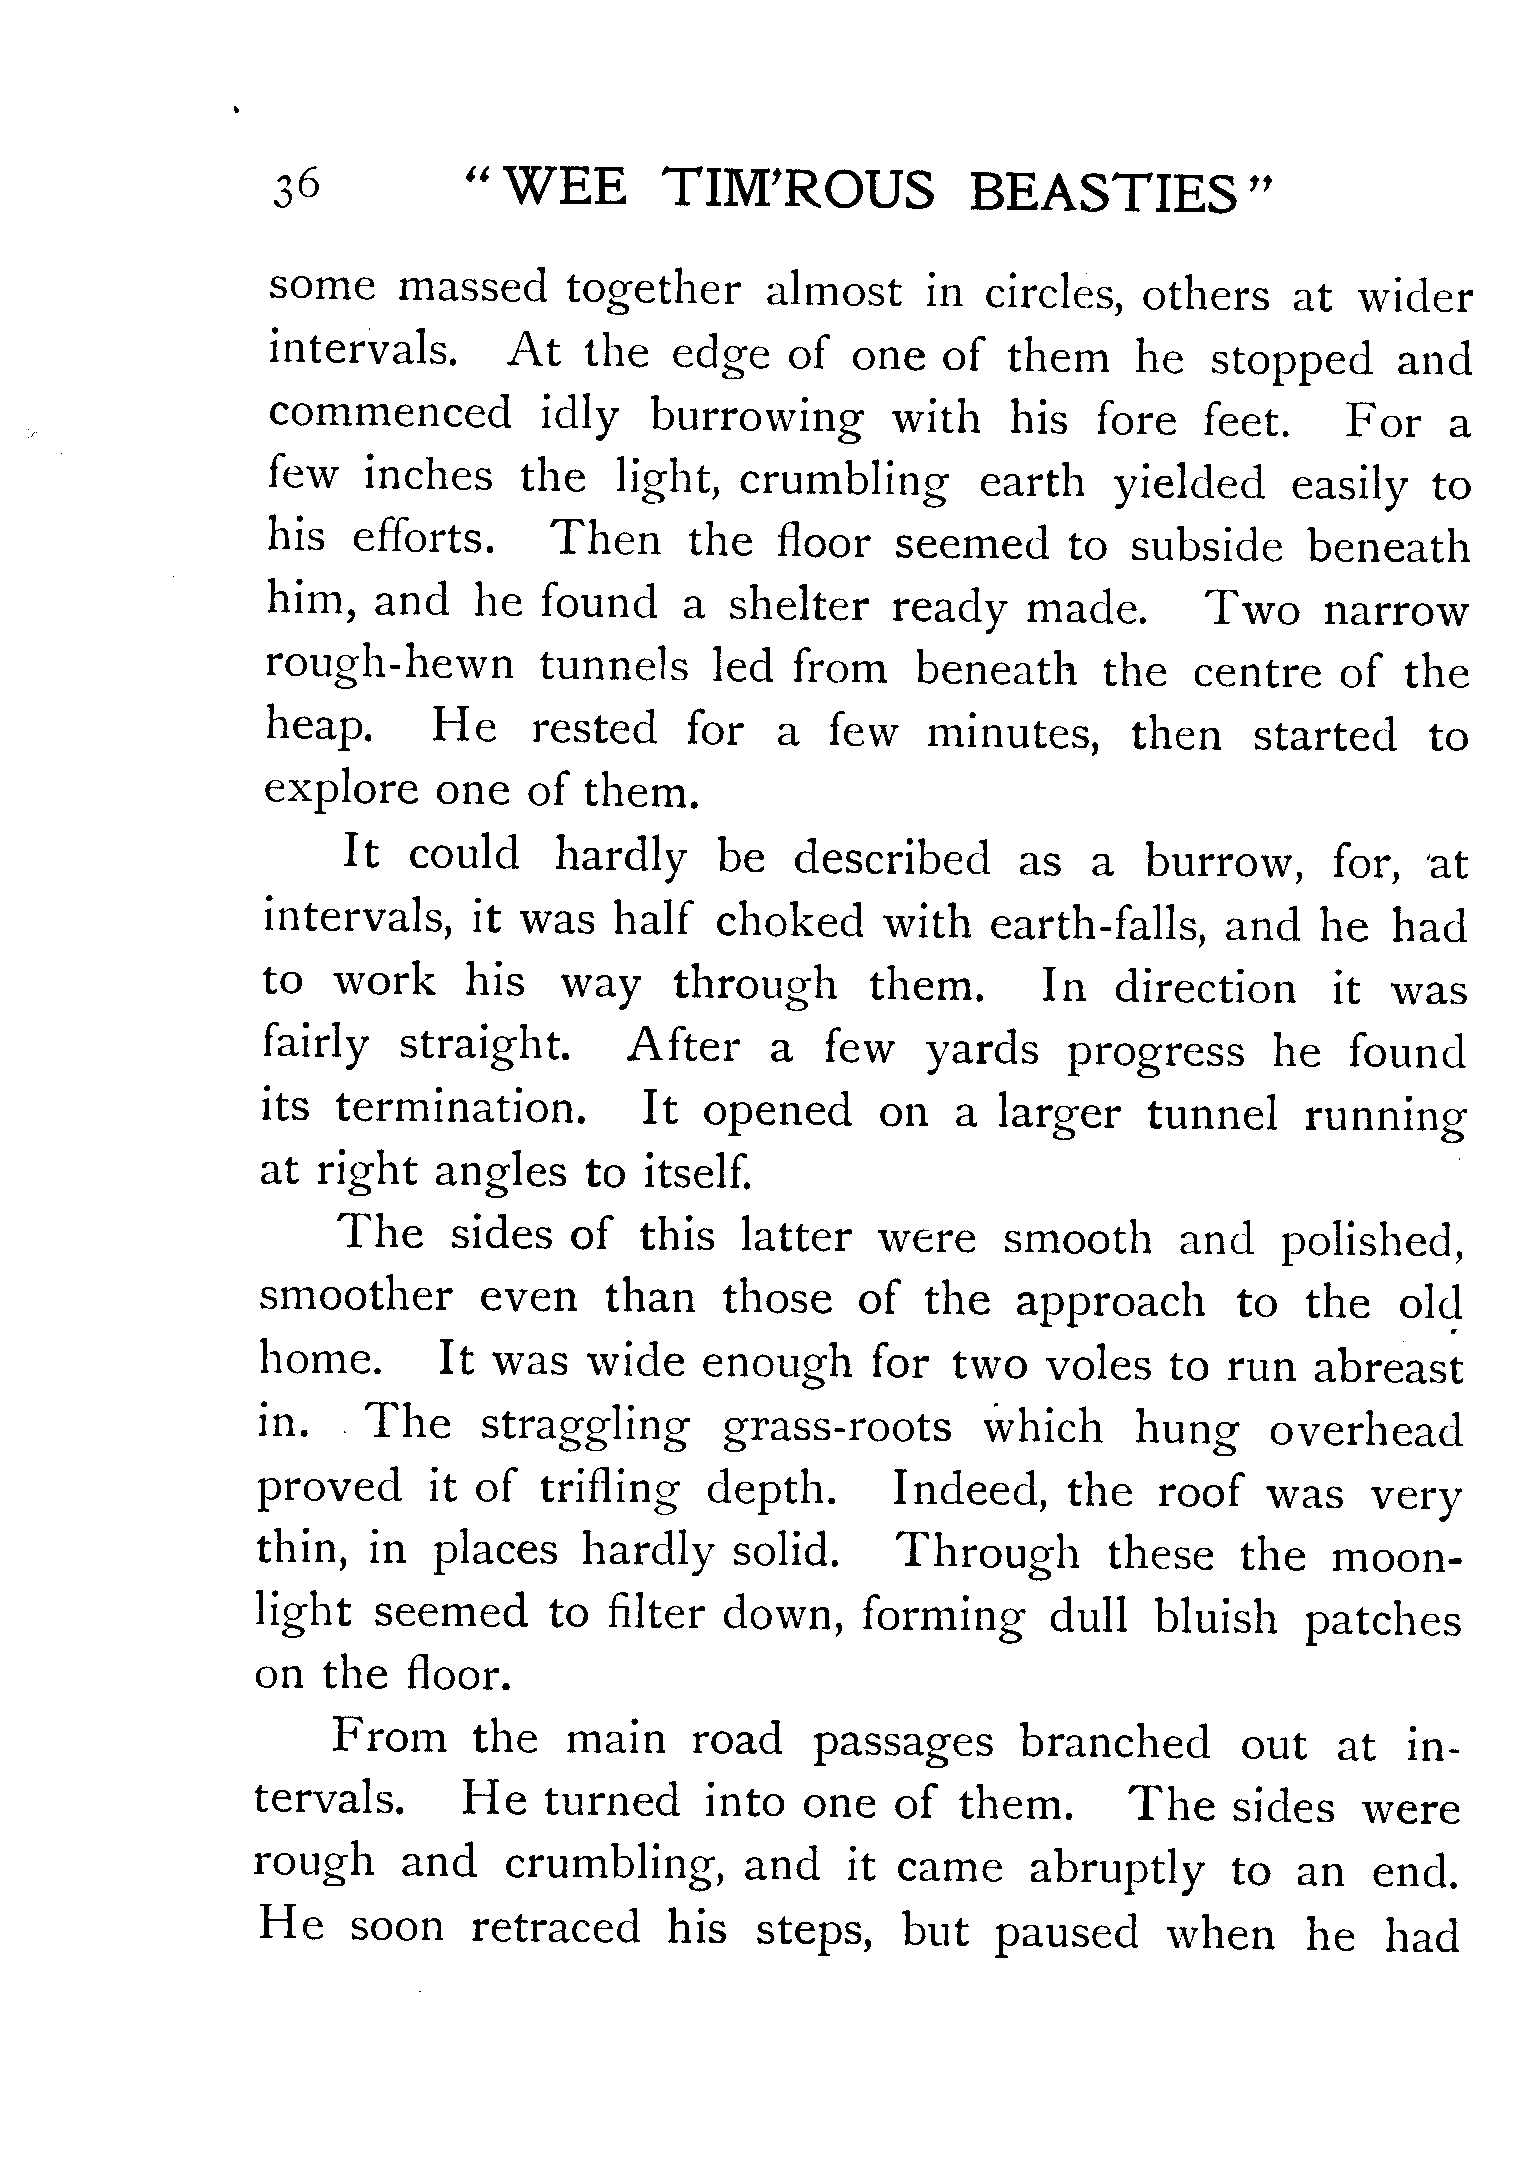 36 "WEE TIM'ROUS BEASTIES"
some massed together almost in circles, others at wider
intervals. At the edge of one of them he stopped and
commenced idly burrowing with his fore feet. For a
few inches the light, crumbling earth yielded easily to
his efforts. Then the floor seemed to subside beneath
him, and he found a shelter ready made. Two narrow
rough-hewn tunnels led from beneath the centre of the
heap. He rested for a few minutes, then started to
explore one of them.
It could hardly be described as a burrow, for, at
intervals, it was half choked with earth-falls, and he had
to work his way through them. In direction it was
fairly straight. After a few yards progress he found
its termination. It opened on a larger tunnel running
at right angles to itself.
The sides of this latter were smooth and polished,
smoother even than those of the approach to the old
home. It was wide enough for two voles to run abreast
in. The straggling grass-roots which hung overhead
proved it of trifling depth. Indeed, the roof was very
thin, in places hardly solid. Through these the moon-
light seemed to filter down, forming dull bluish patches
on the floor.
From the main road passages branched out at in-
tervals. He turned into one of them. The sides were
rough and crumbling, and it came abruptly to an end.
He soon retraced his steps, but paused when he had